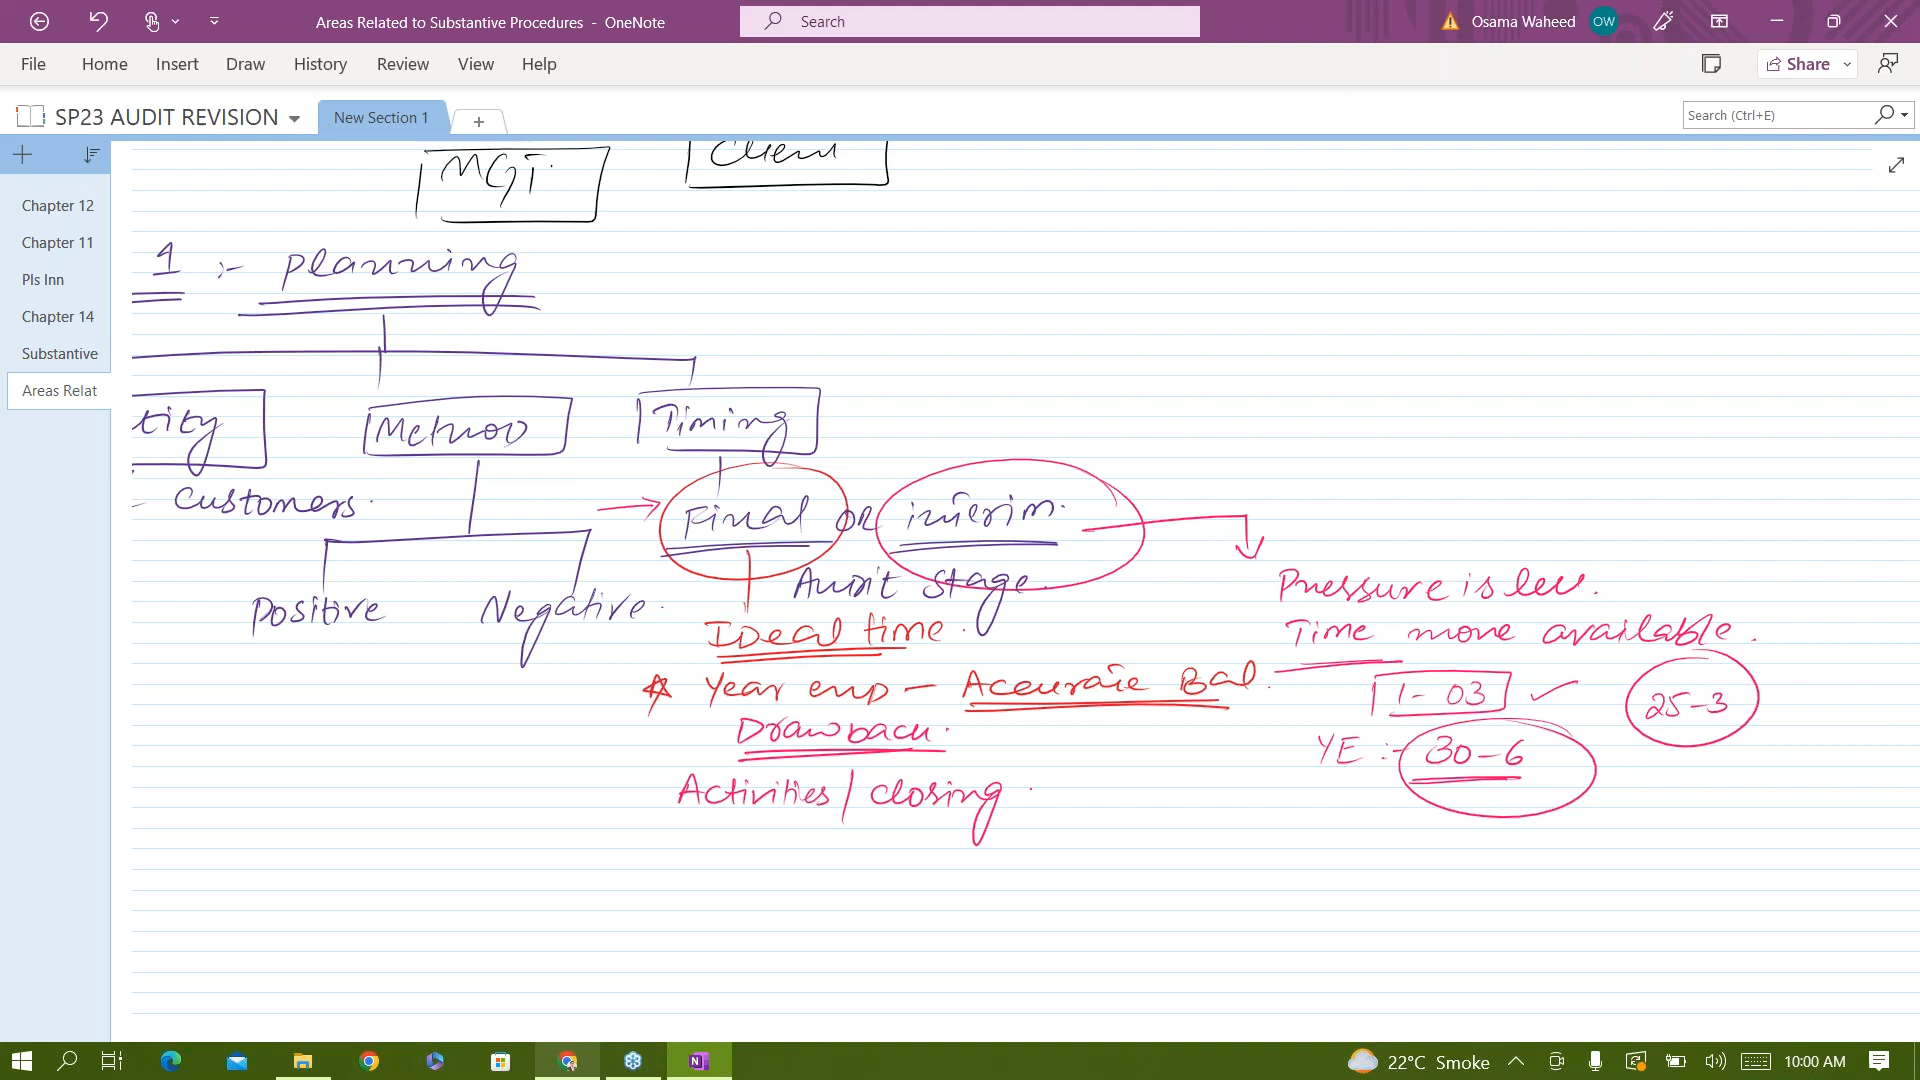 Areas Related to Substantive Procedures - OneNote
Search
Osama Waheed
OW
File Home Insert Draw History Review View Help
Share
SP23 AUDIT REVISION
New Section 1
Search (Ctrl+E)
Chapter 12
Chapter 11
PIs Inn
Chapter 14
Substantive
Areas Relat
MGT.
Client
1 :- Planning
tity
Method
Timing
- Customers.
Final OR interim.
Audit Stage.
Positive Negative.
Ideal time.
Year end - Accurate Bal.
Drawback.
Activities / closing.
Pressure is less.
Time more available.
1-03
25-3
YE :- 30-6
22°C Smoke
10:00 AM